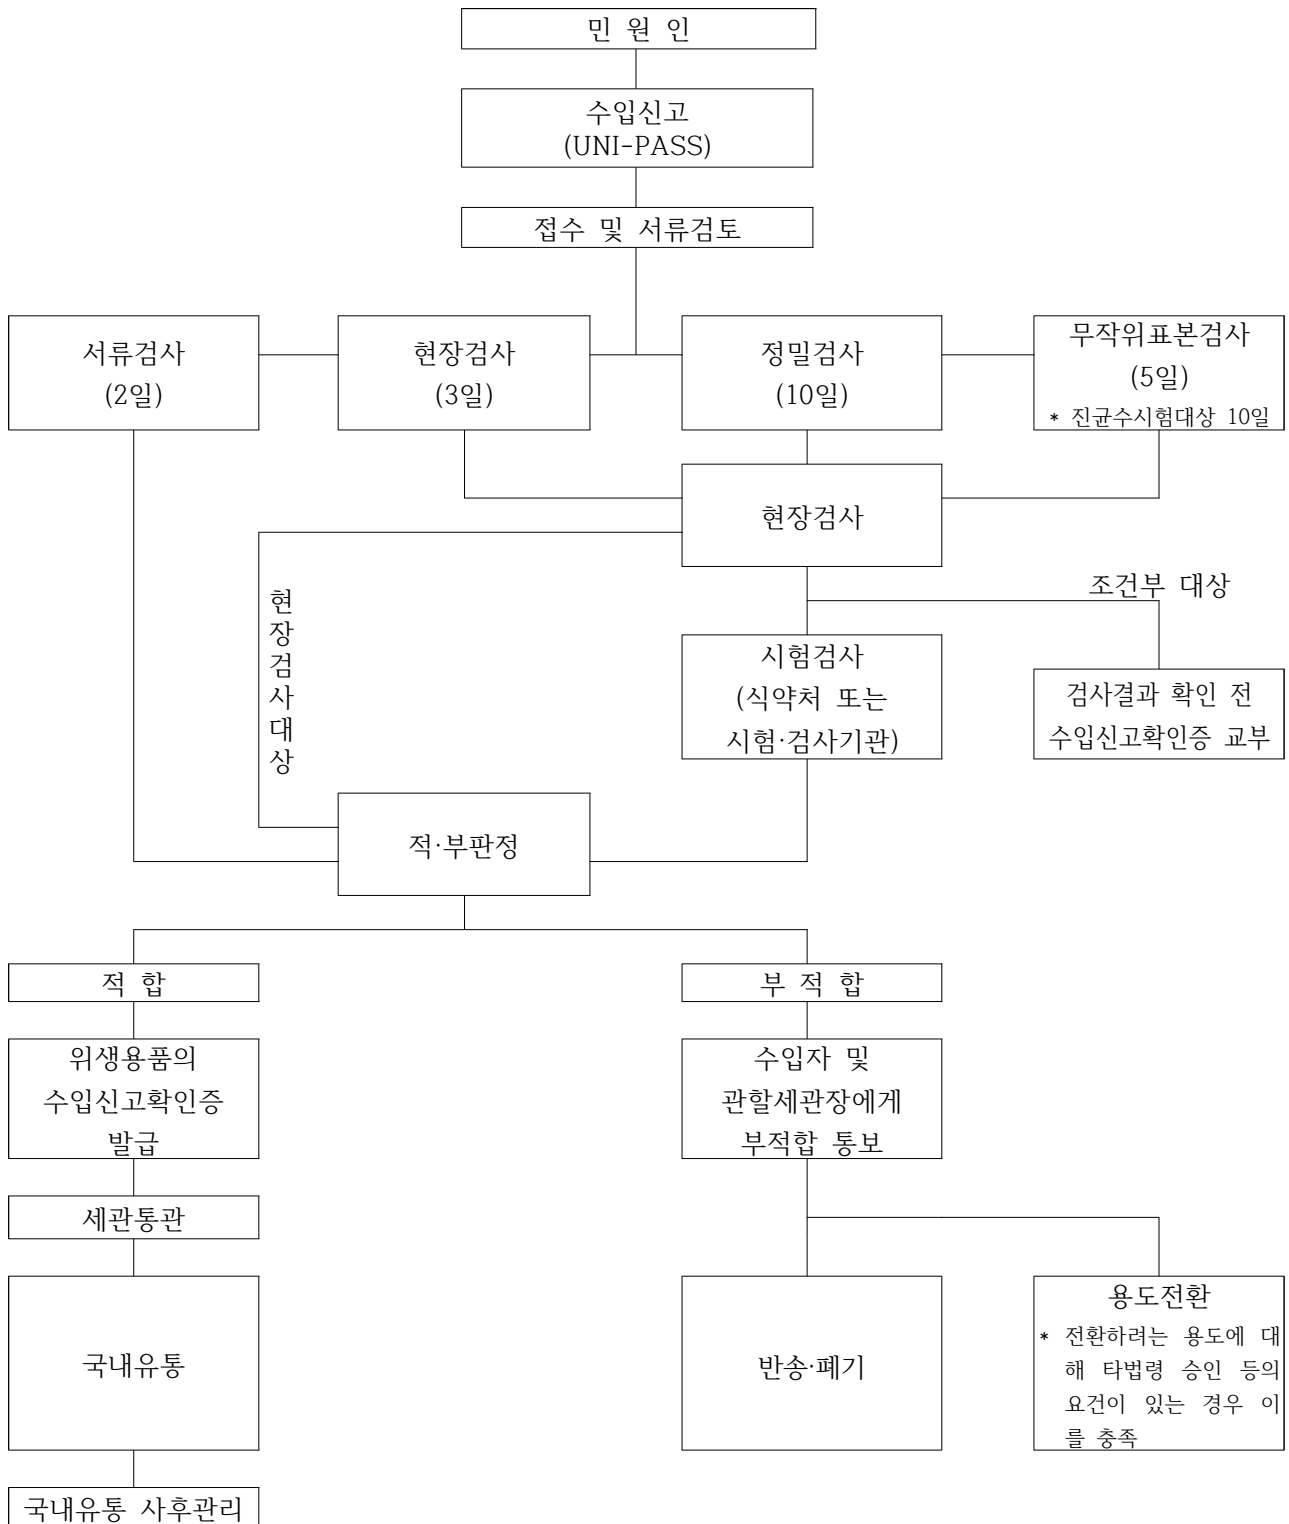 민 원 인
수입신고
(UNI-PASS)
접수 및 서류검토
서류검사
(2일)
현장검사
(3일)
정밀검사
(10일)
무작위표본검사
(5일)
* 진균수시험대상 10일
현장검사
현장검사대상
조건부 대상
시험검사
(식약처 또는
시험·검사기관)
검사결과 확인 전
수입신고확인증 교부
적·부판정
적 합
부 적 합
위생용품의
수입신고확인증
발급
수입자 및
관할세관장에게
부적합 통보
세관통관
국내유통
반송·폐기
용도전환
* 전환하려는 용도에 대
해 타법령 승인 등의
요건이 있는 경우 이
를 충족
국내유통 사후관리